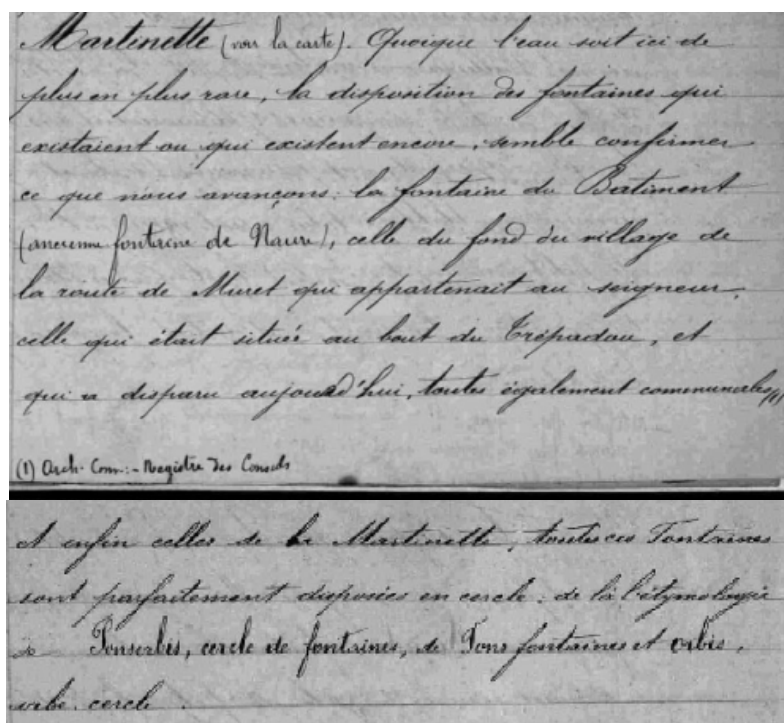 Martinette (voir la carte). Quoique l'eau soit ici de
plus en plus rare, la disposition des fontaines qui
existaient ou qui existent encore, semble confirmer
ce que nous avançons: la fontaine du Batiment
(ancienne fontaine de Naure), celle du fond du village de
la route de Muret qui appartenait au seigneur,
celle qui était située au bout du Trépadou, et
qui a disparu aujourd'hui, toutes également communales (1)
(1) Arch. Com: - Registre des Consuls
et enfin celles de la Martinette, toutes ces Fontaines
sont parfaitement disposées en cercle: de là l'étymologie
de Fonsorbis, cercle de fontaines, de Fons fontaines et orbis,
orbe, cercle.